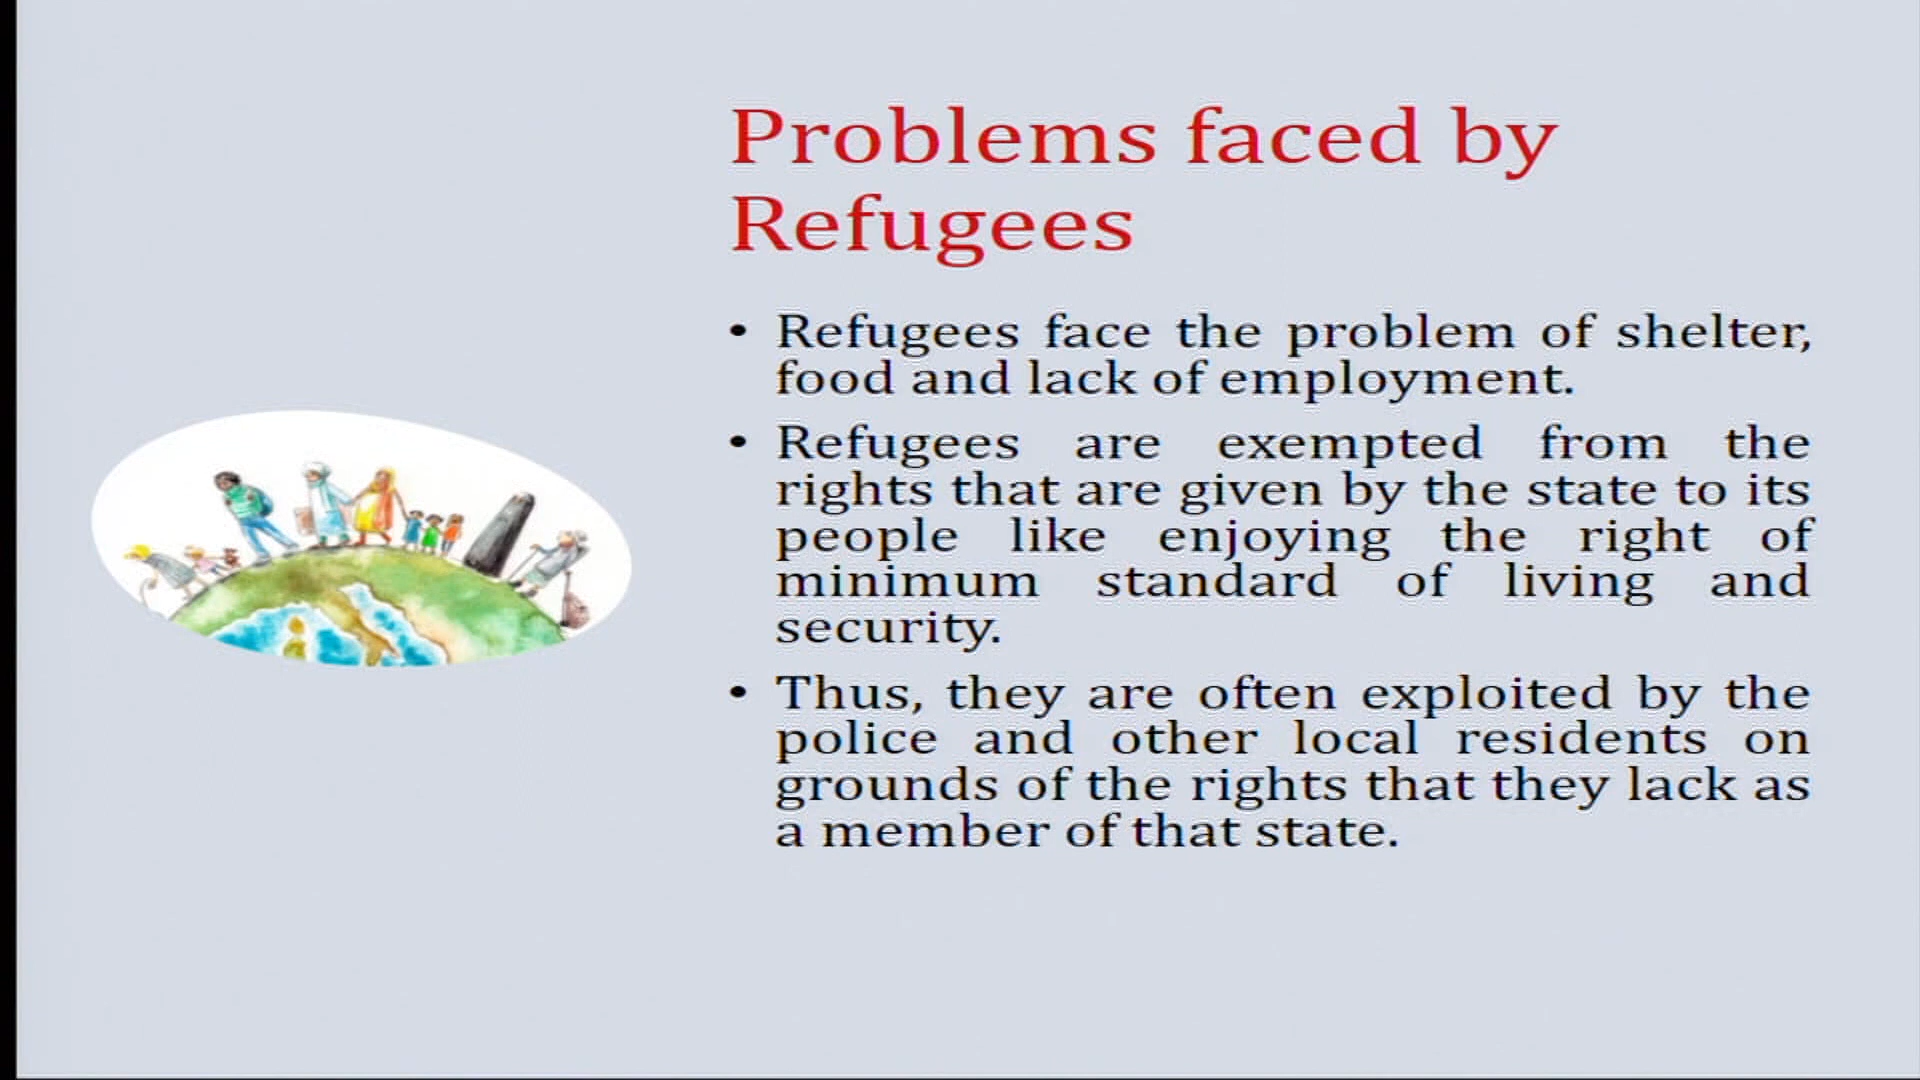 Problems faced by
Refugees
• Refugees face the problem of shelter,
food and lack of employment.
• Refugees are exempted from the
rights that are given by the state to its
people like enjoying the right of
minimum standard of living and
security.
• Thus, they are often exploited by the
police and other local residents on
grounds of the rights that they lack as
a member of that state.